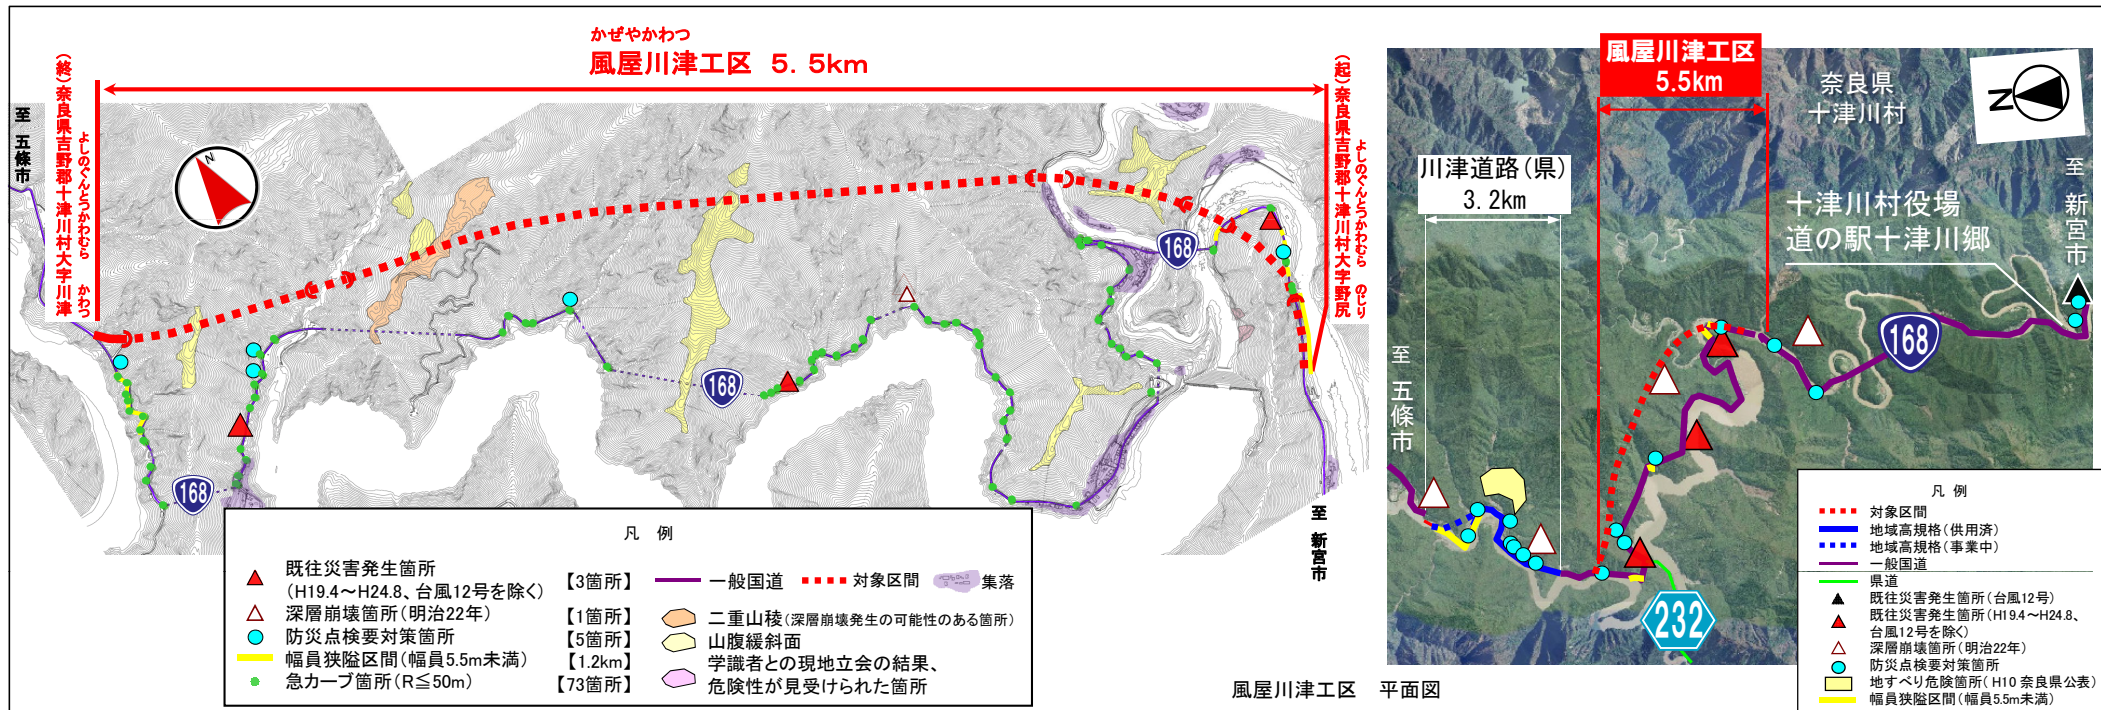 かぜやかわつ
風屋川津工区 5.5km
至 五條市
(終)奈良県吉野郡十津川村大字川津
よしのぐんとつかわむら かわつ
N
(起)奈良県吉野郡十津川村大字野尻
よしのぐんとつかわむら のじり
168
168
168
至 新宮市
凡 例
既往災害発生箇所
(H19.4~H24.8、台風12号を除く)
【3箇所】
深層崩壊箇所(明治22年)
【1箇所】
防災点検要対策箇所
【5箇所】
幅員狭隘区間(幅員5.5m未満)
【1.2km】
急カーブ箇所(R≦50m)
【73箇所】
一般国道
対象区間
集落
二重山稜(深層崩壊発生の可能性のある箇所)
山腹緩斜面
学識者との現地立会の結果、
危険性が見受けられた箇所
風屋川津工区
5.5km
奈良県
十津川村
N
川津道路(県)
3.2km
至 新宮市
十津川村役場
道の駅十津川郷
168
至 五條市
232
凡 例
対象区間
地域高規格(供用済)
地域高規格(事業中)
一般国道
県道
既往災害発生箇所(台風12号)
既往災害発生箇所(H19.4~H24.8、
台風12号を除く)
深層崩壊箇所(明治22年)
防災点検要対策箇所
地すべり危険箇所(H10 奈良県公表)
幅員狭隘区間(幅員5.5m未満)
風屋川津工区 平面図